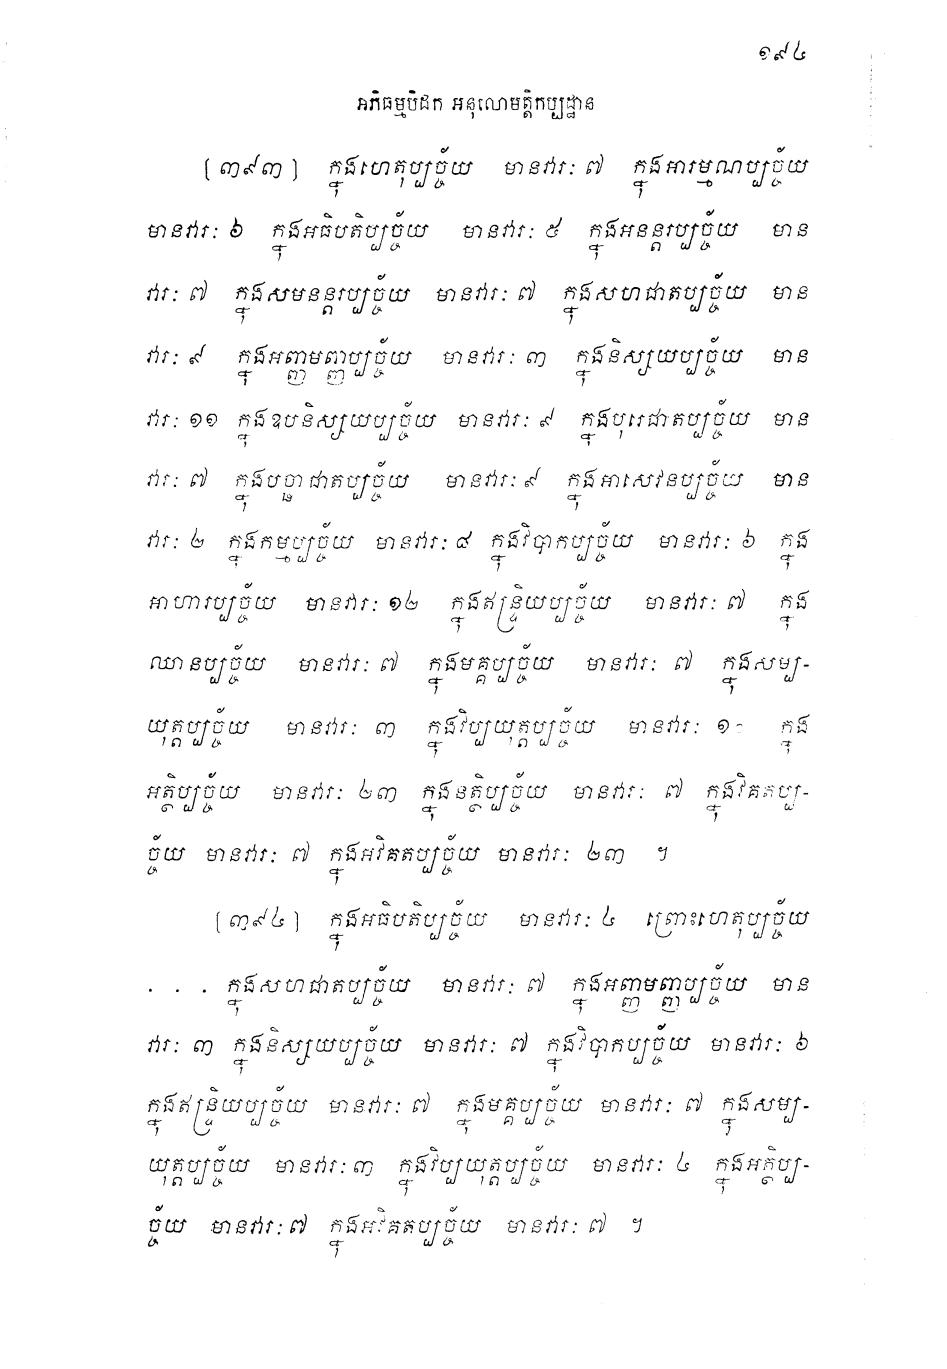 ១៩៤
អភិធម្មបិដក អនុលោមត្តិកប្បដ្ឋាន
[៣៩៣] ក្នុងហេតុប្បច្ច័យ មានវារៈ ៧ ក្នុងអារម្មណប្បច្ច័យ
មានវារៈ ៦ ក្នុងអធិបតិប្បច្ច័យ មានវារៈ ៥ ក្នុងអនន្តរប្បច្ច័យ មាន
វារៈ ៧ ក្នុងសមនន្តរប្បច្ច័យ មានវារៈ ៧ ក្នុងសហជាតប្បច្ច័យ មាន
វារៈ ៩ ក្នុងអញ្ញមញ្ញប្បច្ច័យ មានវារៈ ៣ ក្នុងនិស្សយប្បច្ច័យ មាន
វារៈ ១១ ក្នុងឧបនិស្សយប្បច្ច័យ មានវារៈ ៩ ក្នុងបុរេជាតប្បច្ច័យ មាន
វារៈ ៧ ក្នុងបច្ឆាជាតប្បច្ច័យ មានវារៈ ៩ ក្នុងអាសេវនប្បច្ច័យ មាន
វារៈ ២ ក្នុងកម្មប្បច្ច័យ មានវារៈ ៨ ក្នុងវិបាកប្បច្ច័យ មានវារៈ ៦ ក្នុង
អាហារប្បច្ច័យ មានវារៈ ១២ ក្នុងឥន្ទ្រិយប្បច្ច័យ មានវារៈ ៧ ក្នុង
ឈានប្បច្ច័យ មានវារៈ ៧ ក្នុងមគ្គប្បច្ច័យ មានវារៈ ៧ ក្នុងសម្ប-
យុត្តប្បច្ច័យ មានវារៈ ៣ ក្នុងវិប្បយុត្តប្បច្ច័យ មានវារៈ ១០ ក្នុង
អត្ថិប្បច្ច័យ មានវារៈ ២៣ ក្នុងនត្ថិប្បច្ច័យ មានវារៈ ៧ ក្នុងវិគតប្ប-
ច្ច័យ មានវារៈ ៧ ក្នុងអវិគតប្បច្ច័យ មានវារៈ ២៣ ។
[៣៩៤] ក្នុងអធិបតិប្បច្ច័យ មានវារៈ ៤ ព្រោះហេតុប្បច្ច័យ
. . . ក្នុងសហជាតប្បច្ច័យ មានវារៈ ៧ ក្នុងអញ្ញមញ្ញប្បច្ច័យ មាន
វារៈ ៣ ក្នុងនិស្សយប្បច្ច័យ មានវារៈ ៧ ក្នុងវិបាកប្បច្ច័យ មានវារៈ ៦
ក្នុងឥន្ទ្រិយប្បច្ច័យ មានវារៈ ៧ ក្នុងមគ្គប្បច្ច័យ មានវារៈ ៧ ក្នុងសម្ប-
យុត្តប្បច្ច័យ មានវារៈ ៣ ក្នុងវិប្បយុត្តប្បច្ច័យ មានវារៈ ៤ ក្នុងអត្ថិប្ប-
ច្ច័យ មានវារៈ ៧ ក្នុងអវិគតប្បច្ច័យ មានវារៈ ៧ ។